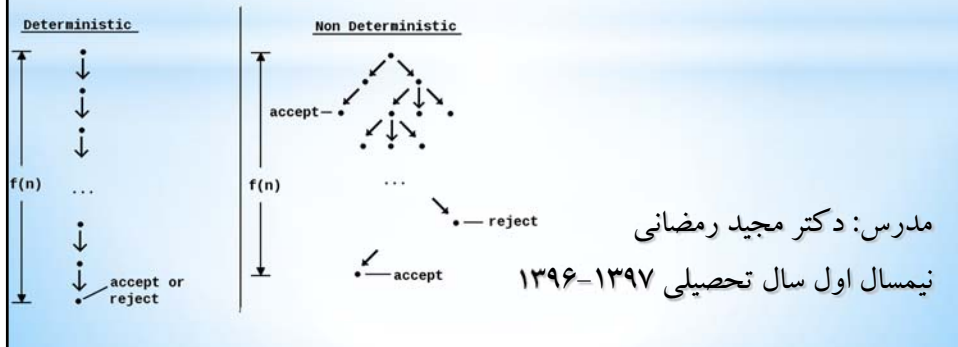 Deterministic
f(n)
...
accept or
reject
Non Deterministic
accept
f(n)
...
reject
accept
مدرس: دکتر مجید رمضانی
نیمسال اول سال تحصیلی ۱۳۹۷-۱۳۹۶